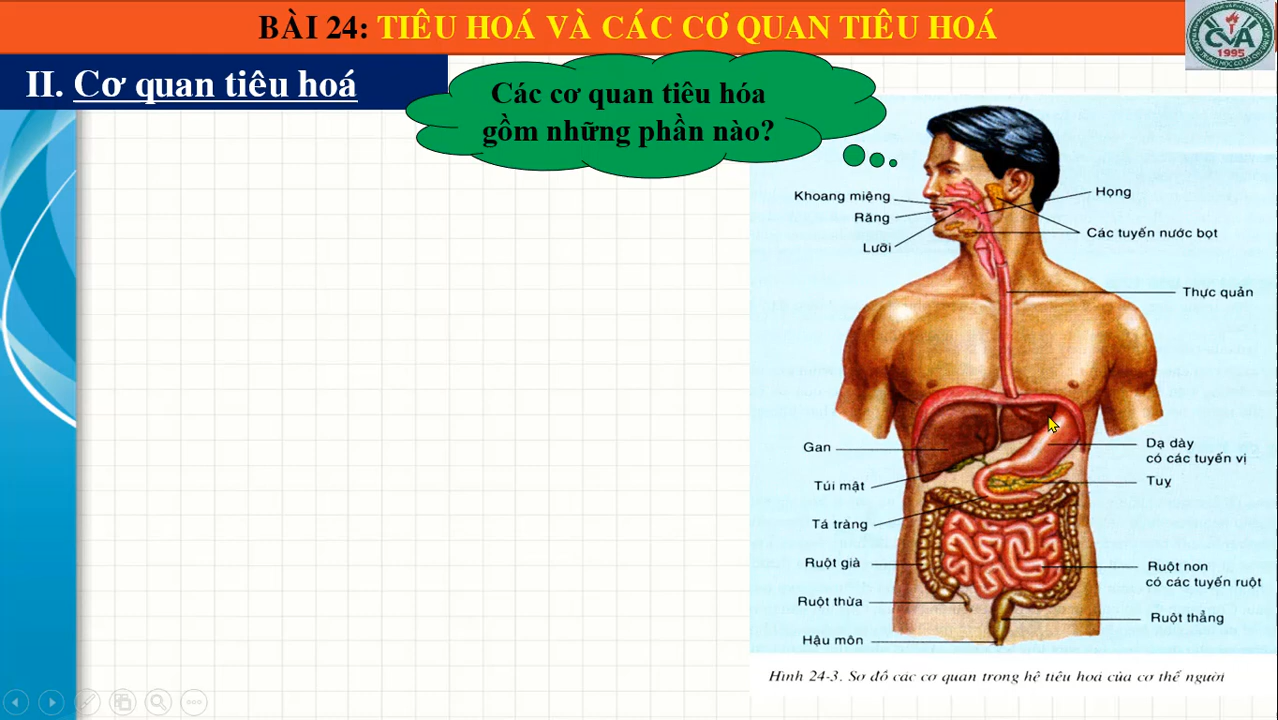 BÀI 24: TIÊU HOÁ VÀ CÁC CƠ QUAN TIÊU HOÁ
CVA
1995
II. Cơ quan tiêu hoá
Các cơ quan tiêu hóa
gồm những phần nào?
Khoang miệng
Răng
Lưỡi
Họng
Các tuyến nước bọt
Thực quản
Gan
Túi mật
Tá tràng
Ruột già
Ruột thừa
Hậu môn
Dạ dày
có các tuyến vị
Tuỵ
Ruột non
có các tuyến ruột
Ruột thẳng
Hình 24-3. Sơ đồ các cơ quan trong hệ tiêu hoá của cơ thể người